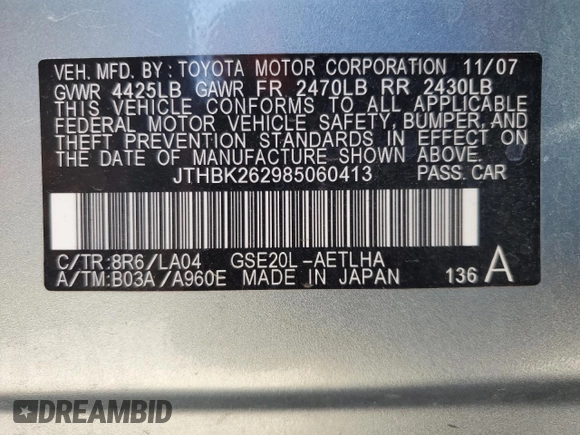 VEH. MFD. BY : TOYOTA MOTOR CORPORATION 11/07
GVWR 4425LB GAWR FR 2470LB RR 2430LB
THIS VEHICLE CONFORMS TO ALL APPLICABLE
FEDERAL MOTOR VEHICLE SAFETY, BUMPER, AND
THEFT PREVENTION STANDARDS IN EFFECT ON
THE DATE OF MANUFACTURE SHOWN ABOVE.
JTHBK262985060413 PASS. CAR
C/TR:8R6/LA04 GSE20L-AETLHA
A/TM:B03A/A960E MADE IN JAPAN 136 A
DREAMBID